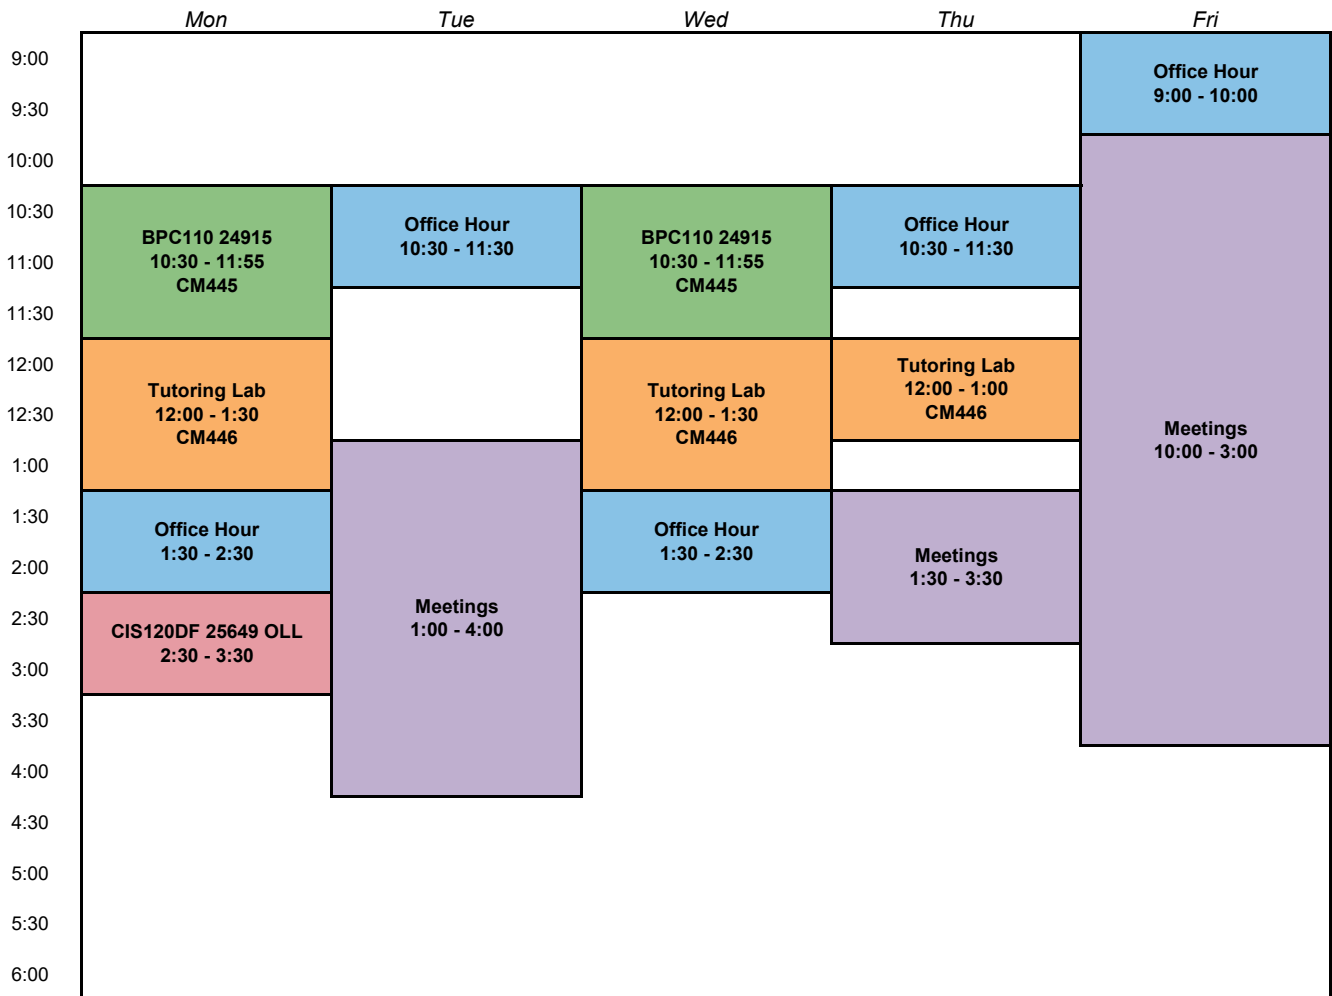 Mon Tue Wed Thu Fri
9:00
9:30
10:00
10:30
11:00
11:30
12:00
12:30
1:00
1:30
2:00
2:30
3:00
3:30
4:00
4:30
5:00
5:30
6:00
BPC110 24915
10:30 - 11:55
CM445
Tutoring Lab
12:00 - 1:30
CM446
Office Hour
1:30 - 2:30
CIS120DF 25649 OLL
2:30 - 3:30
Office Hour
10:30 - 11:30
Meetings
1:00 - 4:00
BPC110 24915
10:30 - 11:55
CM445
Tutoring Lab
12:00 - 1:30
CM446
Office Hour
1:30 - 2:30
Office Hour
10:30 - 11:30
Tutoring Lab
12:00 - 1:00
CM446
Meetings
1:30 - 3:30
Office Hour
9:00 - 10:00
Meetings
10:00 - 3:00